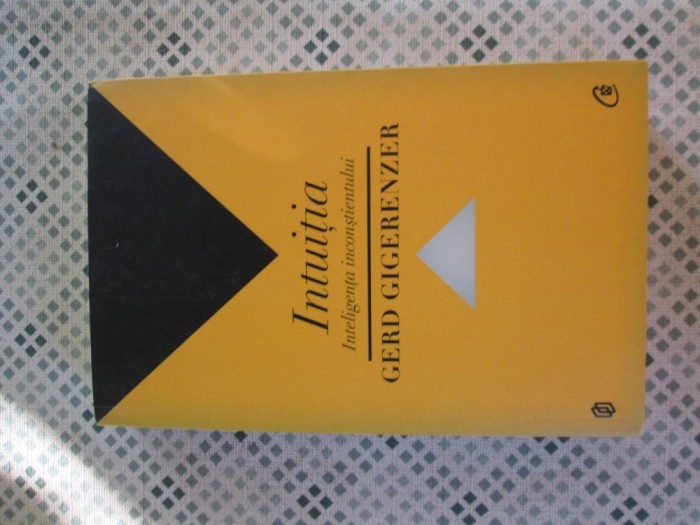 Intuiția
Inteligența inconștientului
GERD GIGERENZER